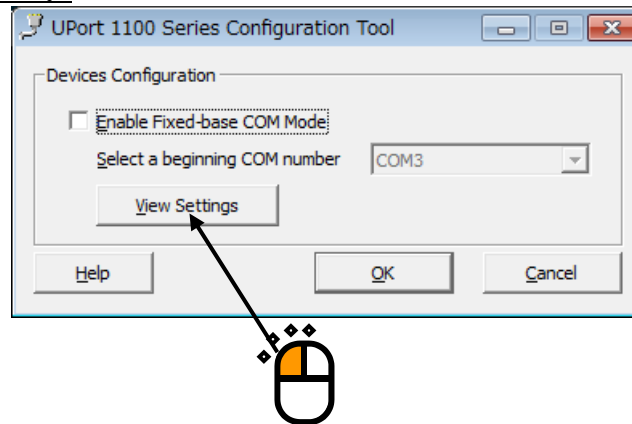 UPort 1100 Series Configuration Tool
Devices Configuration
Enable Fixed-base COM Mode
Select a beginning COM number COM3
View Settings
Help OK Cancel